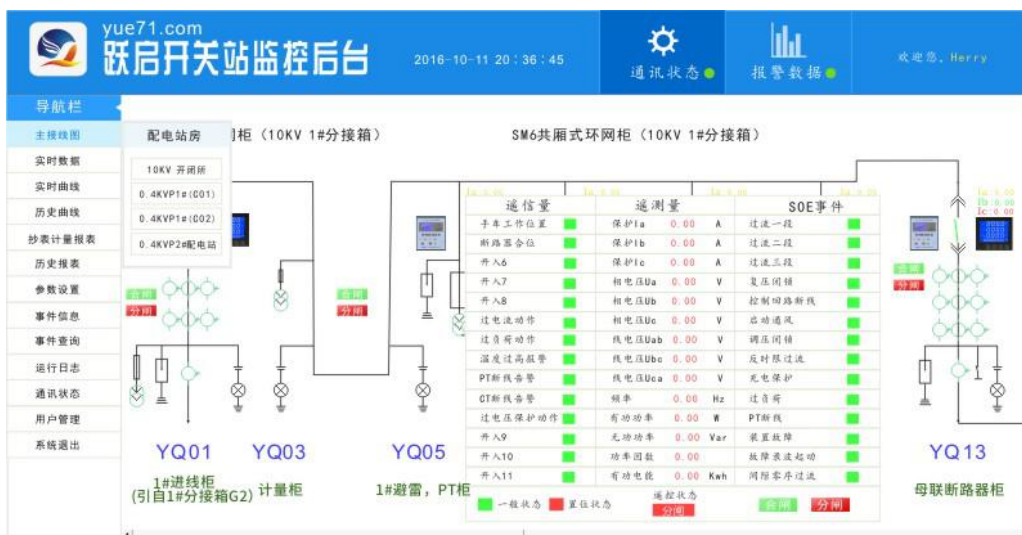 yue71.com
跃启开关站监控后台
2016-10-11 20:36:45
通讯状态
报警数据
欢迎您，Herry
导航栏
主接线图
实时数据
实时曲线
历史曲线
抄表计量报表
历史报表
参数设置
事件信息
事件查询
运行日志
通讯状态
用户管理
系统退出
配电站房
10KV 开闭所
0.4KVP1#(C01)
0.4KVP1#(C02)
0.4KVP2#配电站
柜（10KV 1#分接箱）
SM6共厢式环网柜（10KV 1#分接箱）
遥信量 遥测量 SOE事件
手车工作位置 保护Ia 0.00 A 过流一段
断路器合位 保护Ib 0.00 A 过流二段
开入6 保护Ic 0.00 A 过流三段
开入7 相电压Ua 0.00 V 复压闭锁
开入8 相电压Ub 0.00 V 控制回路断线
过电流动作 相电压Uc 0.00 V 启动通风
过负荷动作 线电压Uab 0.00 V 调压闭锁
温度过高报警 线电压Ubc 0.00 V 反时限过流
PT断线告警 线电压Uca 0.00 V 充电保护
CT断线告警 频率 0.00 Hz 过负荷
过电压保护动作 有功功率 0.00 W PT断线
开入9 无功功率 0.00 Var 装置故障
开入10 功率因数 0.00 故障录波起动
开入11 有功电能 0.00 Kwh 间隙零序过流
一般状态 置位状态 遥控状态 分闸 合闸 分闸
Ia:0.00
Ib:0.00
Ic:0.00
合闸
分闸
合闸
分闸
合闸
分闸
YQ01
YQ03
YQ05
YQ13
1#进线柜
(引自1#分接箱G2)
计量柜
1#避雷，PT柜
母联断路器柜